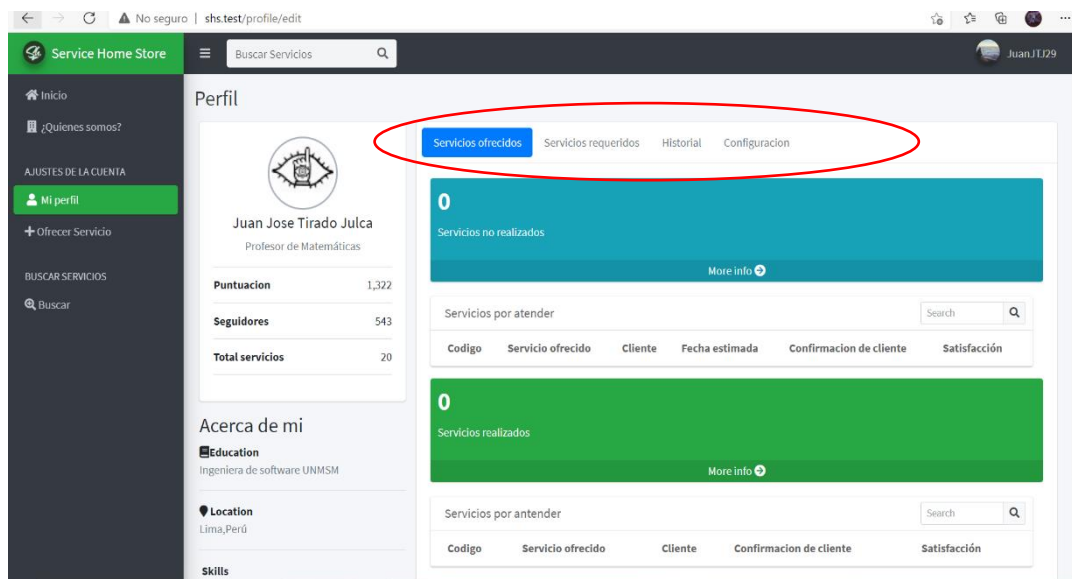 No seguro | shs.test/profile/edit
Service Home Store
Buscar Servicios
JuanJTJ29
Inicio
¿Quienes somos?
AJUSTES DE LA CUENTA
Mi perfil
Ofrecer Servicio
BUSCAR SERVICIOS
Buscar
Perfil
Juan Jose Tirado Julca
Profesor de Matemáticas
Puntuacion 1,322
Seguidores 543
Total servicios 20
Acerca de mi
Education
Ingeniera de software UNMSM
Location
Lima,Perú
Skills
Servicios ofrecidos Servicios requeridos Historial Configuracion
0
Servicios no realizados
More info
Servicios por atender Search
Codigo Servicio ofrecido Cliente Fecha estimada Confirmacion de cliente Satisfacción
0
Servicios realizados
More info
Servicios por antender Search
Codigo Servicio ofrecido Cliente Confirmacion de cliente Satisfacción